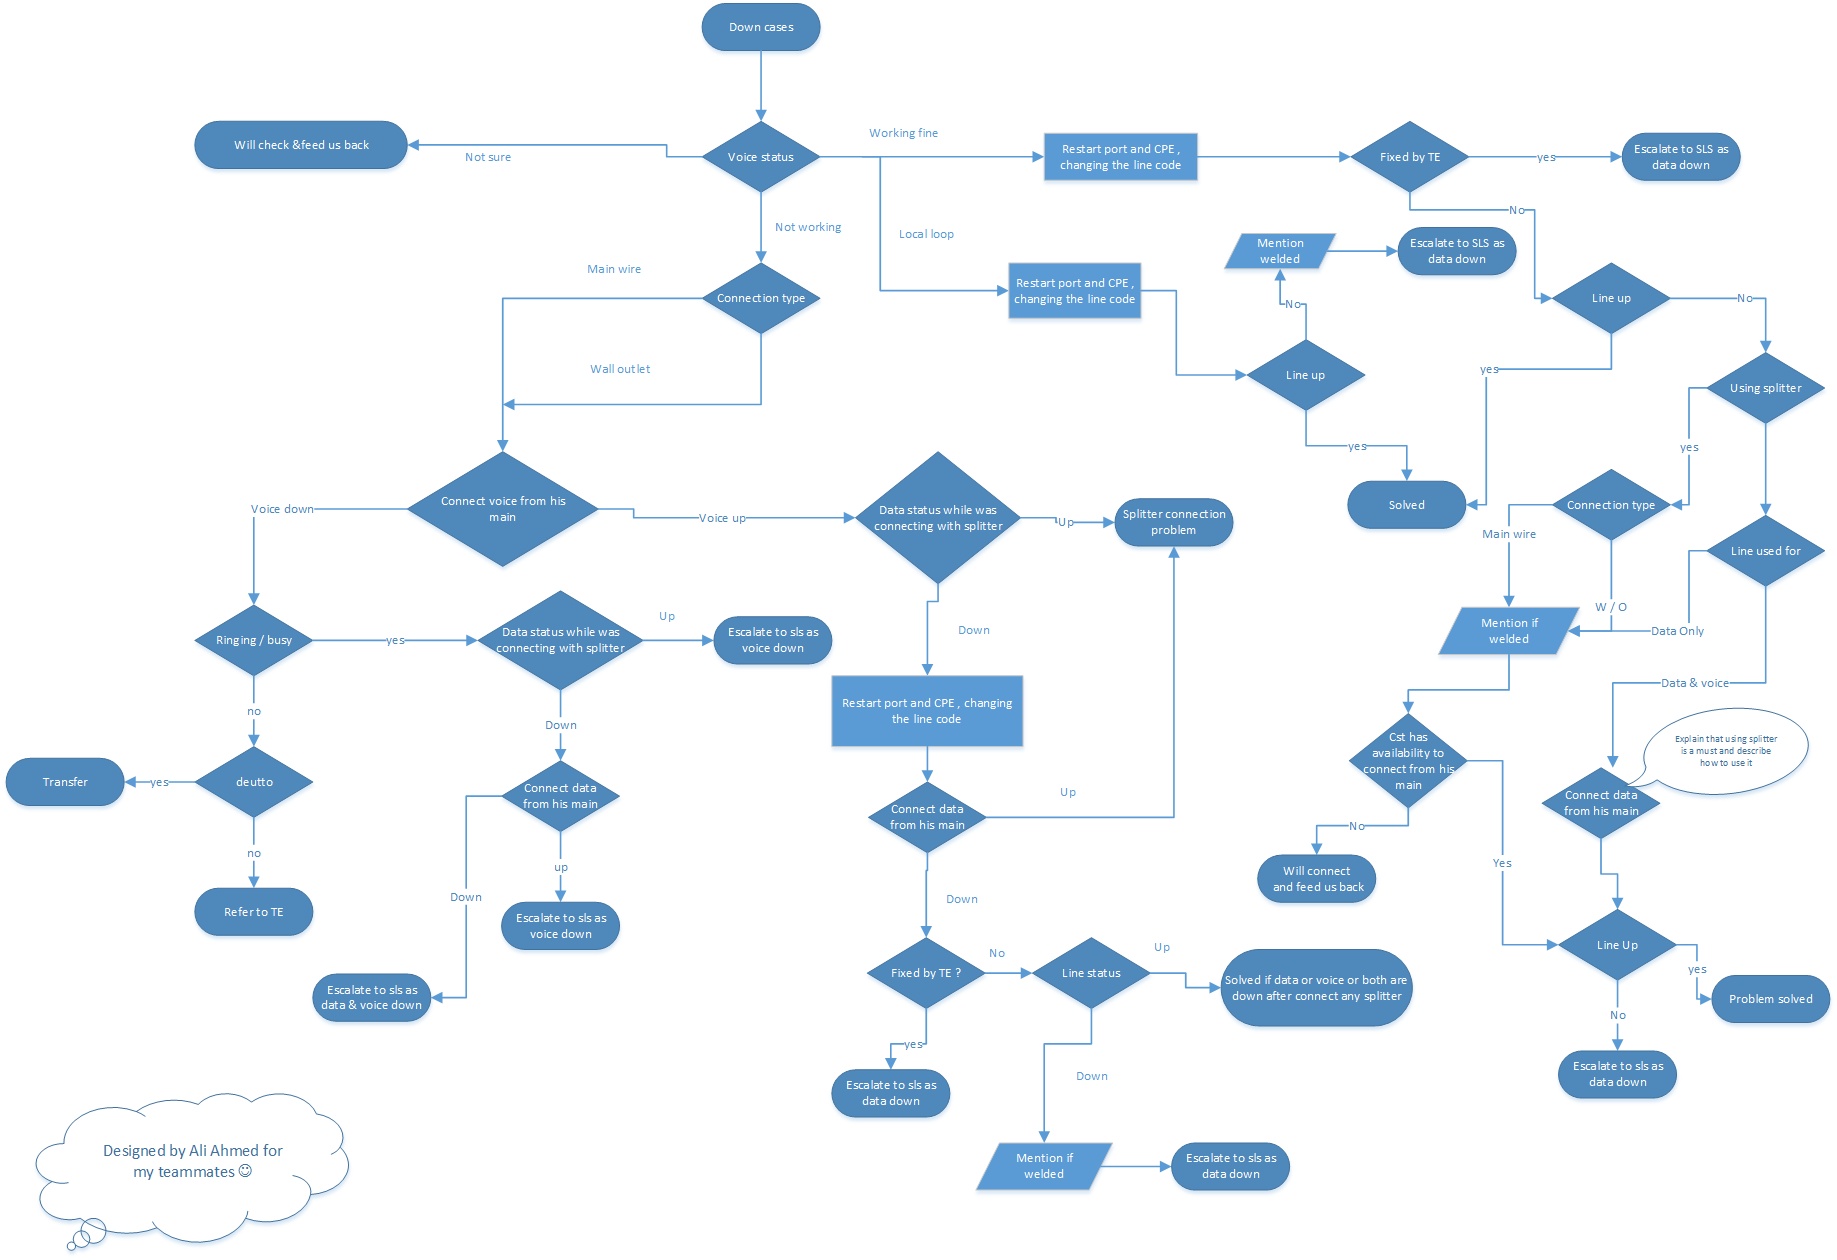 Down cases
Will check &feed us back
Not sure
Voice status
Working fine
Restart port and CPE ,
changing the line code
Fixed by TE
yes
Escalate to SLS as
data down
No
Not working
Local loop
Mention
welded
Escalate to SLS as
data down
Main wire
Connection type
Restart port and CPE ,
changing the line code
No
Line up
No
Wall outlet
Line up
yes
Using splitter
yes
yes
Connect voice from his
main
Voice down
Voice up
Data status while was
connecting with splitter
Up
Splitter connection
problem
Solved
Connection type
Main wire
Line used for
W / O
Data Only
Mention if
welded
Ringing / busy
yes
Data status while was
connecting with splitter
Up
Escalate to sls as
voice down
Down
Restart port and CPE , changing
the line code
Data & voice
no
Down
Cst has
availability to
connect from his
main
Explain that using splitter
is a must and describe
how to use it
Transfer
yes
deutto
Connect data
from his main
Up
Connect data
from his main
Connect data
from his main
No
no
up
Down
Yes
Will connect
and feed us back
Down
Refer to TE
Escalate to sls as
voice down
Fixed by TE ?
No
Line status
Up
Line Up
yes
Escalate to sls as
data & voice down
Solved if data or voice or both are
down after connect any splitter
Problem solved
No
yes
Down
Escalate to sls as
data down
Escalate to sls as
data down
Mention if
welded
Escalate to sls as
data down
Designed by Ali Ahmed for
my teammates ☺